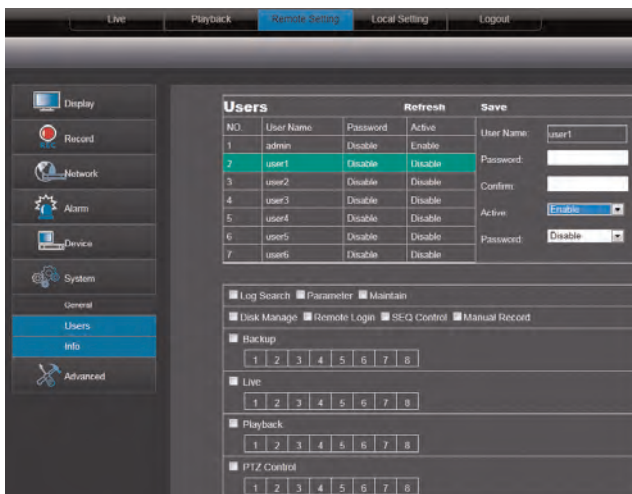 Live Playback Remote Setting Local Setting Logout
Display
Record
Network
Alarm
Device
System
General
Users
Info
Advanced
Users Refresh Save
NO. User Name Password Active
1 admin Disable Enable
2 user1 Disable Disable
3 user2 Disable Disable
4 user3 Disable Disable
5 user4 Disable Disable
6 user5 Disable Disable
7 user6 Disable Disable
User Name: user1
Password:
Confirm:
Active: Enable
Password: Disable
Log Search Parameter Maintain
Disk Manage Remote Login SEQ Control Manual Record
Backup
1 2 3 4 5 6 7 8
Live
1 2 3 4 5 6 7 8
Playback
1 2 3 4 5 6 7 8
PTZ Control
1 2 3 4 5 6 7 8